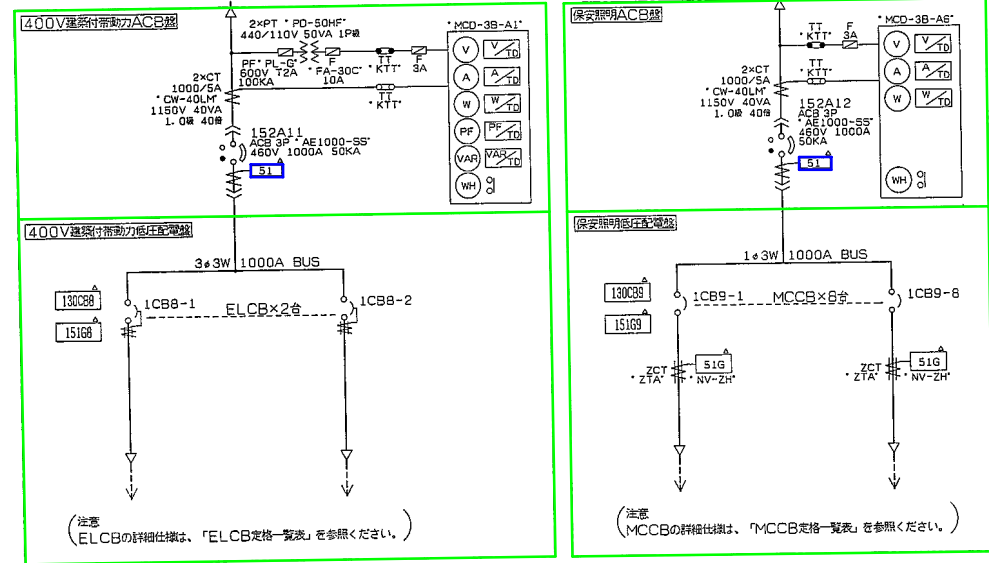 400V建築付帯動力ACB盤
2×PT "PD-50HF"
440/110V 50VA 1P級
"MCD-3B-A1"
PF"PL-G"
600V T2A
100KA
F
"FA-30C"
10A
TT
"KTT"
F
3A
TT
"KTT"
2×CT
1000/5A
"CW-40LM"
1150V 40VA
1.0級 40倍
152A11
ACB 3P "AE1000-SS"
460V 1000A 50KA
51
V V/TD
A A/TD
W W/TD
PF PF/TD
VAR VAR/TD
WH
400V建築付帯動力低圧配電盤
3φ3W 1000A BUS
130CB8
151G8
1CB8-1
ELCB×2台
1CB8-2
注意
ELCBの詳細仕様は、「ELCB定格一覧表」を参照ください。
保安照明ACB盤
"MCD-3B-A6"
TT
"KTT"
F
3A
TT
"KTT"
2×CT
1000/5A
"CW-40LM"
1150V 40VA
1.0級 40倍
152A12
ACB 3P
"AE1000-SS"
460V 1000A
50KA
51
V V/TD
A A/TD
W W/TD
WH
保安照明低圧配電盤
1φ3W 1000A BUS
130CB9
151G9
1CB9-1
MCCB×8台
1CB9-8
ZCT
"ZTA"
51G
"NV-ZH"
ZCT
"ZTA"
51G
"NV-ZH"
注意
MCCBの詳細仕様は、「MCCB定格一覧表」を参照ください。